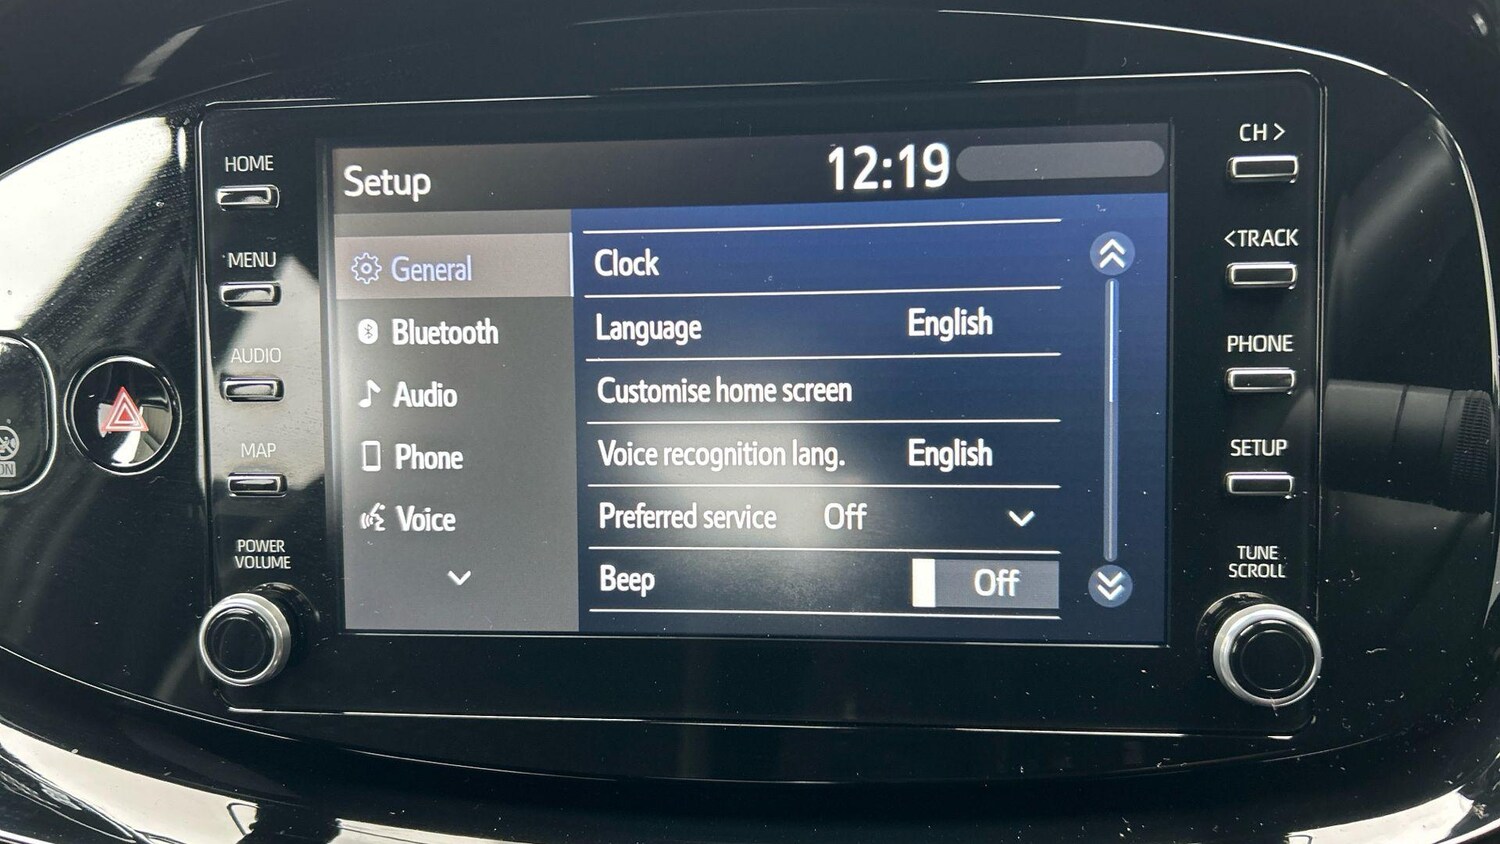 HOME
MENU
AUDIO
MAP
POWER
VOLUME
ON
Setup
12:19
General
Bluetooth
Audio
Phone
Voice
Clock
Language English
Customise home screen
Voice recognition lang. English
Preferred service Off
Beep Off
CH >
<TRACK
PHONE
SETUP
TUNE
SCROLL